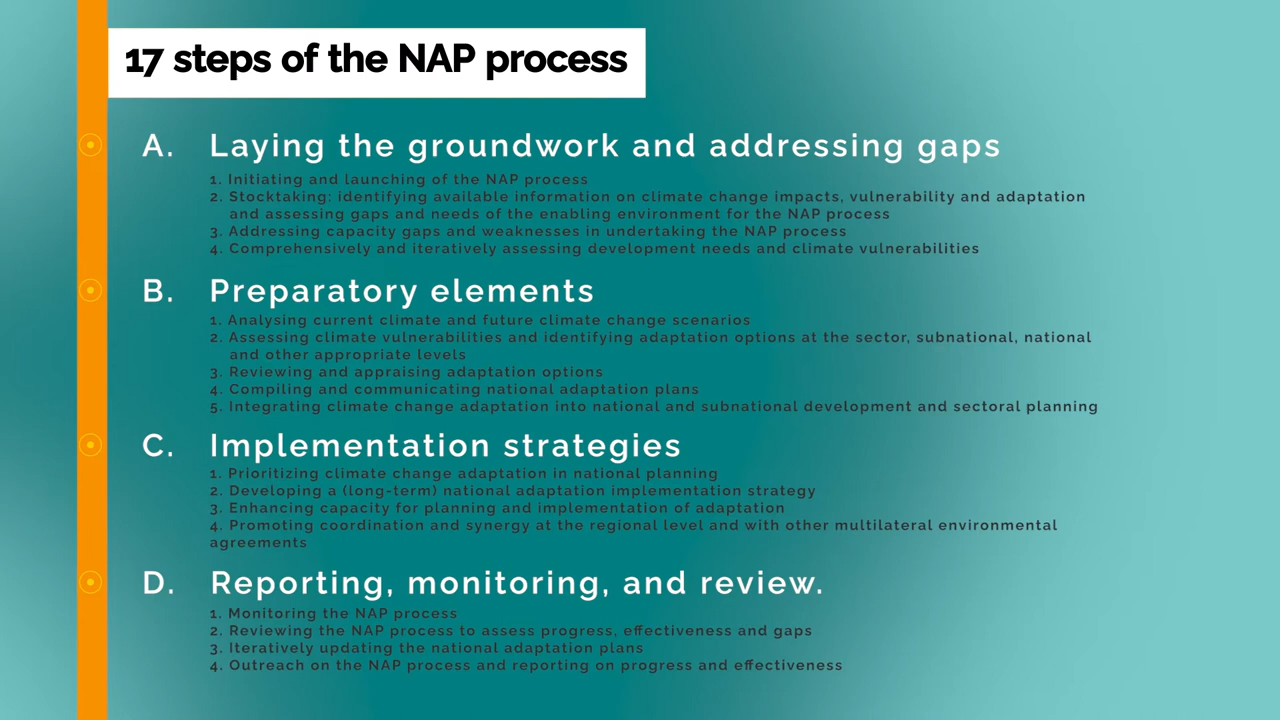 17 steps of the NAP process
A. Laying the groundwork and addressing gaps
1. Initiating and launching of the NAP process
2. Stocktaking: identifying available information on climate change impacts, vulnerability and adaptation
and assessing gaps and needs of the enabling environment for the NAP process
3. Addressing capacity gaps and weaknesses in undertaking the NAP process
4. Comprehensively and iteratively assessing development needs and climate vulnerabilities
B. Preparatory elements
1. Analysing current climate and future climate change scenarios
2. Assessing climate vulnerabilities and identifying adaptation options at the sector, subnational, national
and other appropriate levels
3. Reviewing and appraising adaptation options
4. Compiling and communicating national adaptation plans
5. Integrating climate change adaptation into national and subnational development and sectoral planning
C. Implementation strategies
1. Prioritizing climate change adaptation in national planning
2. Developing a (long-term) national adaptation implementation strategy
3. Enhancing capacity for planning and implementation of adaptation
4. Promoting coordination and synergy at the regional level and with other multilateral environmental
agreements
D. Reporting, monitoring, and review.
1. Monitoring the NAP process
2. Reviewing the NAP process to assess progress, effectiveness and gaps
3. Iteratively updating the national adaptation plans
4. Outreach on the NAP process and reporting on progress and effectiveness